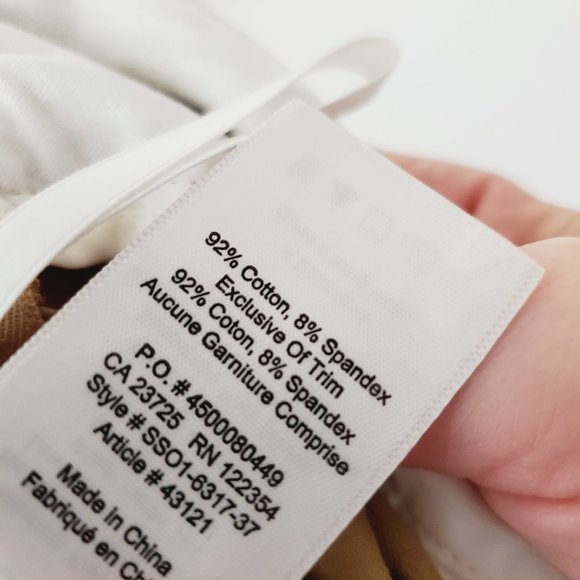 92% Cotton, 8% Spandex
Exclusive Of Trim
92% Coton, 8% Spandex
Aucune Garniture Comprise
P.O. # 4500080449
CA 23725 RN 122354
Style # SSO1-6317-37
Article # 43121
Made in China
Fabriqué en Chine